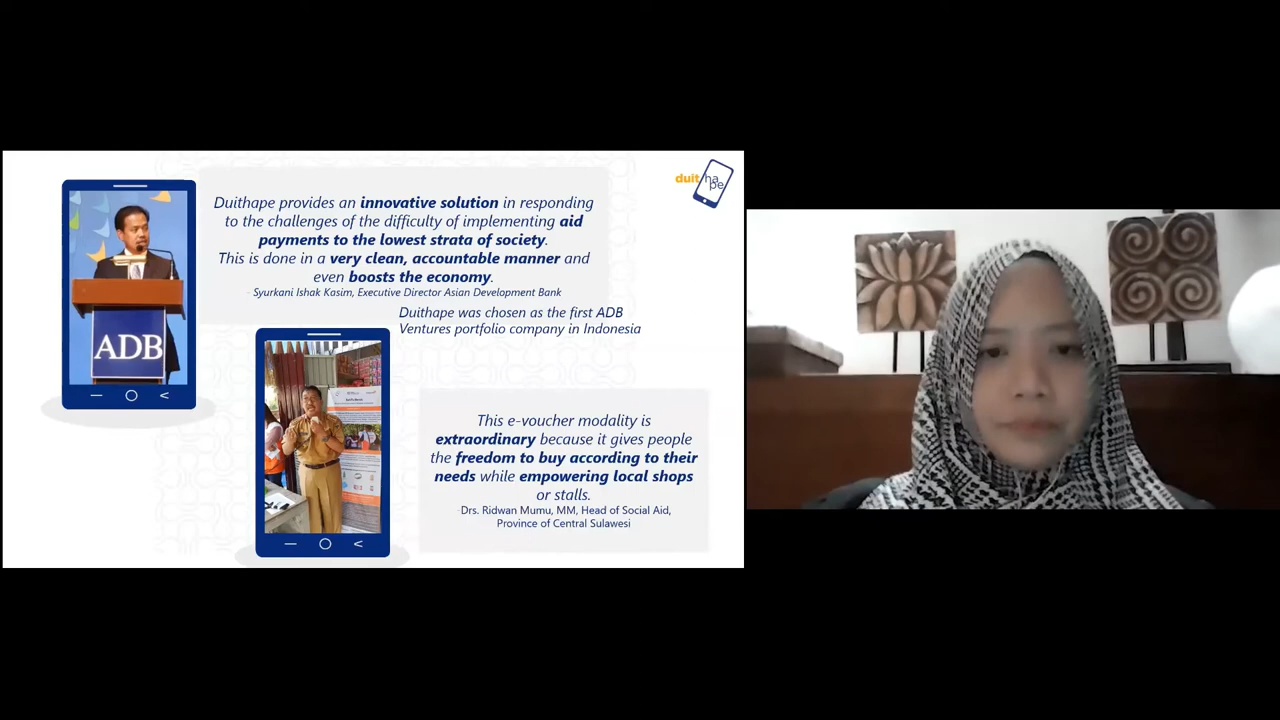 duit
ha
pe
Duithape provides an innovative solution in responding
to the challenges of the difficulty of implementing aid
payments to the lowest strata of society.
This is done in a very clean, accountable manner and
even boosts the economy.
- Syurkani Ishak Kasim, Executive Director Asian Development Bank
Duithape was chosen as the first ADB
Ventures portfolio company in Indonesia
ADB
This e-voucher modality is
extraordinary because it gives people
the freedom to buy according to their
needs while empowering local shops
or stalls.
-Drs. Ridwan Mumu, MM, Head of Social Aid,
Province of Central Sulawesi